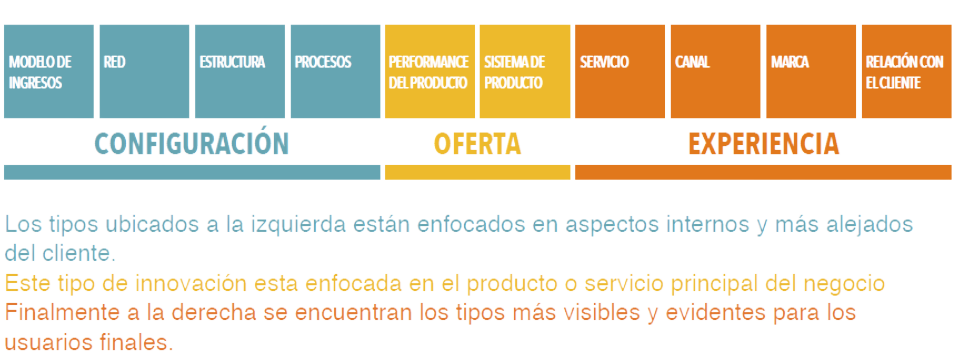 MODELO DE INGRESOS
RED
ESTRUCTURA
PROCESOS
PERFORMANCE DEL PRODUCTO
SISTEMA DE PRODUCTO
SERVICIO
CANAL
MARCA
RELACIÓN CON EL CLIENTE
CONFIGURACIÓN
OFERTA
EXPERIENCIA
Los tipos ubicados a la izquierda están enfocados en aspectos internos y más alejados
del cliente.
Este tipo de innovación esta enfocada en el producto o servicio principal del negocio
Finalmente a la derecha se encuentran los tipos más visibles y evidentes para los
usuarios finales.